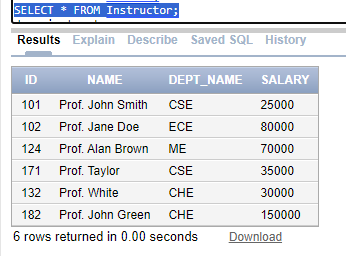 SELECT * FROM Instructor;
Results Explain Describe Saved SQL History
ID NAME DEPT_NAME SALARY
101 Prof. John Smith CSE 25000
102 Prof. Jane Doe ECE 80000
124 Prof. Alan Brown ME 70000
171 Prof. Taylor CSE 35000
132 Prof. White CHE 30000
182 Prof. John Green CHE 150000
6 rows returned in 0.00 seconds Download